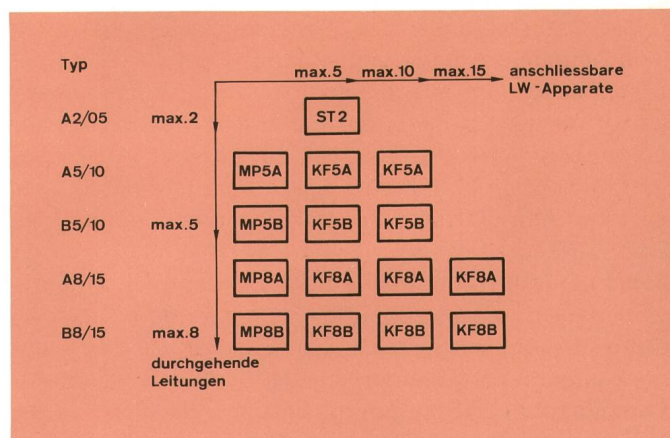 Typ max.5 max.10 max.15 anschliessbare
LW-Apparate
A2/05 max.2 ST2
A5/10 MP5A KF5A KF5A
B5/10 max.5 MP5B KF5B KF5B
A8/15 MP8A KF8A KF8A KF8A
B8/15 max.8 MP8B KF8B KF8B KF8B
durchgehende
Leitungen